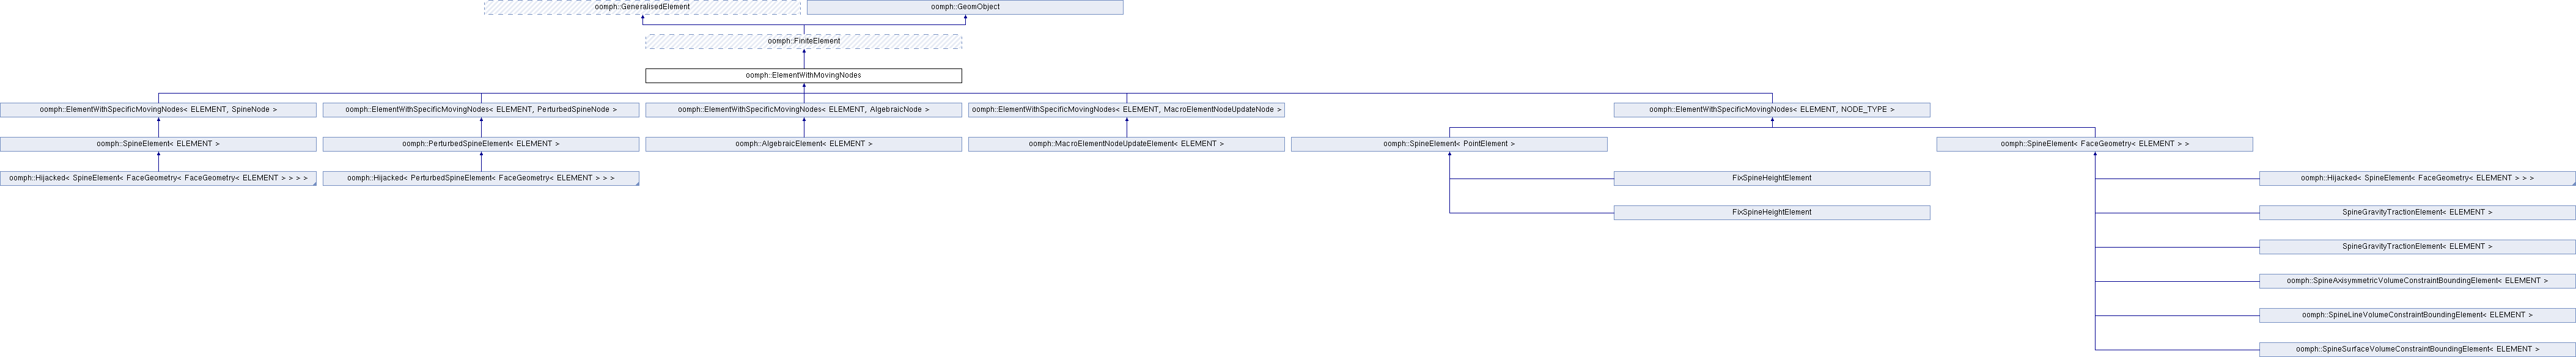 oomph::GeneralisedElement
oomph::GeomObject
oomph::FiniteElement
oomph::ElementWithMovingNodes
oomph::ElementWithSpecificMovingNodes< ELEMENT, SpineNode >
oomph::ElementWithSpecificMovingNodes< ELEMENT, PerturbedSpineNode >
oomph::ElementWithSpecificMovingNodes< ELEMENT, AlgebraicNode >
oomph::ElementWithSpecificMovingNodes< ELEMENT, MacroElementNodeUpdateNode >
oomph::ElementWithSpecificMovingNodes< ELEMENT, NODE_TYPE >
oomph::SpineElement< ELEMENT >
oomph::PerturbedSpineElement< ELEMENT >
oomph::AlgebraicElement< ELEMENT >
oomph::MacroElementNodeUpdateElement< ELEMENT >
oomph::SpineElement< PointElement >
oomph::SpineElement< FaceGeometry< ELEMENT > >
oomph::Hijacked< SpineElement< FaceGeometry< FaceGeometry< ELEMENT > > > >
oomph::Hijacked< PerturbedSpineElement< FaceGeometry< ELEMENT > > >
FixSpineHeightElement
oomph::Hijacked< SpineElement< FaceGeometry< ELEMENT > > >
FixSpineHeightElement
SpineGravityTractionElement< ELEMENT >
SpineGravityTractionElement< ELEMENT >
oomph::SpineAxisymmetricVolumeConstraintBoundingElement< ELEMENT >
oomph::SpineLineVolumeConstraintBoundingElement< ELEMENT >
oomph::SpineSurfaceVolumeConstraintBoundingElement< ELEMENT >